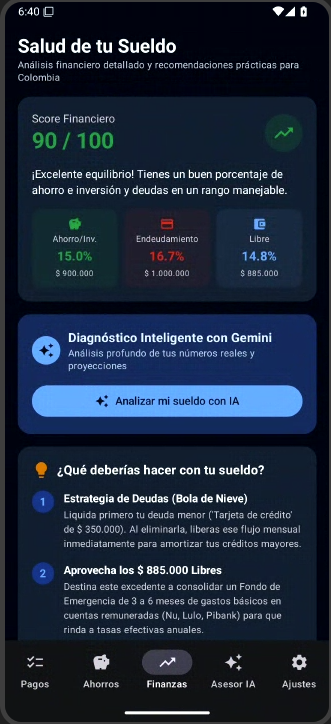 6:40
Salud de tu Sueldo
Análisis financiero detallado y recomendaciones prácticas para
Colombia
Score Financiero
90 / 100
¡Excelente equilibrio! Tienes un buen porcentaje de
ahorro e inversión y deudas en un rango manejable.
Ahorro/Inv.
15.0%
$ 900.000
Endeudamiento
16.7%
$ 1.000.000
Libre
14.8%
$ 885.000
Diagnóstico Inteligente con Gemini
Análisis profundo de tus números reales y
proyecciones
Analizar mi sueldo con IA
¿Qué deberías hacer con tu sueldo?
1
Estrategia de Deudas (Bola de Nieve)
Liquida primero tu deuda menor ('Tarjeta de crédito'
de $ 350.000). Al eliminarla, liberas ese flujo mensual
inmediatamente para amortizar tus créditos mayores.
2
Aprovecha los $ 885.000 Libres
Destina este excedente a consolidar un Fondo de
Emergencia de 3 a 6 meses de gastos básicos en
cuentas remuneradas (Nu, Lulo, Pibank) para que
rinda a tasas efectivas anuales.
Pagos
Ahorros
Finanzas
Asesor IA
Ajustes